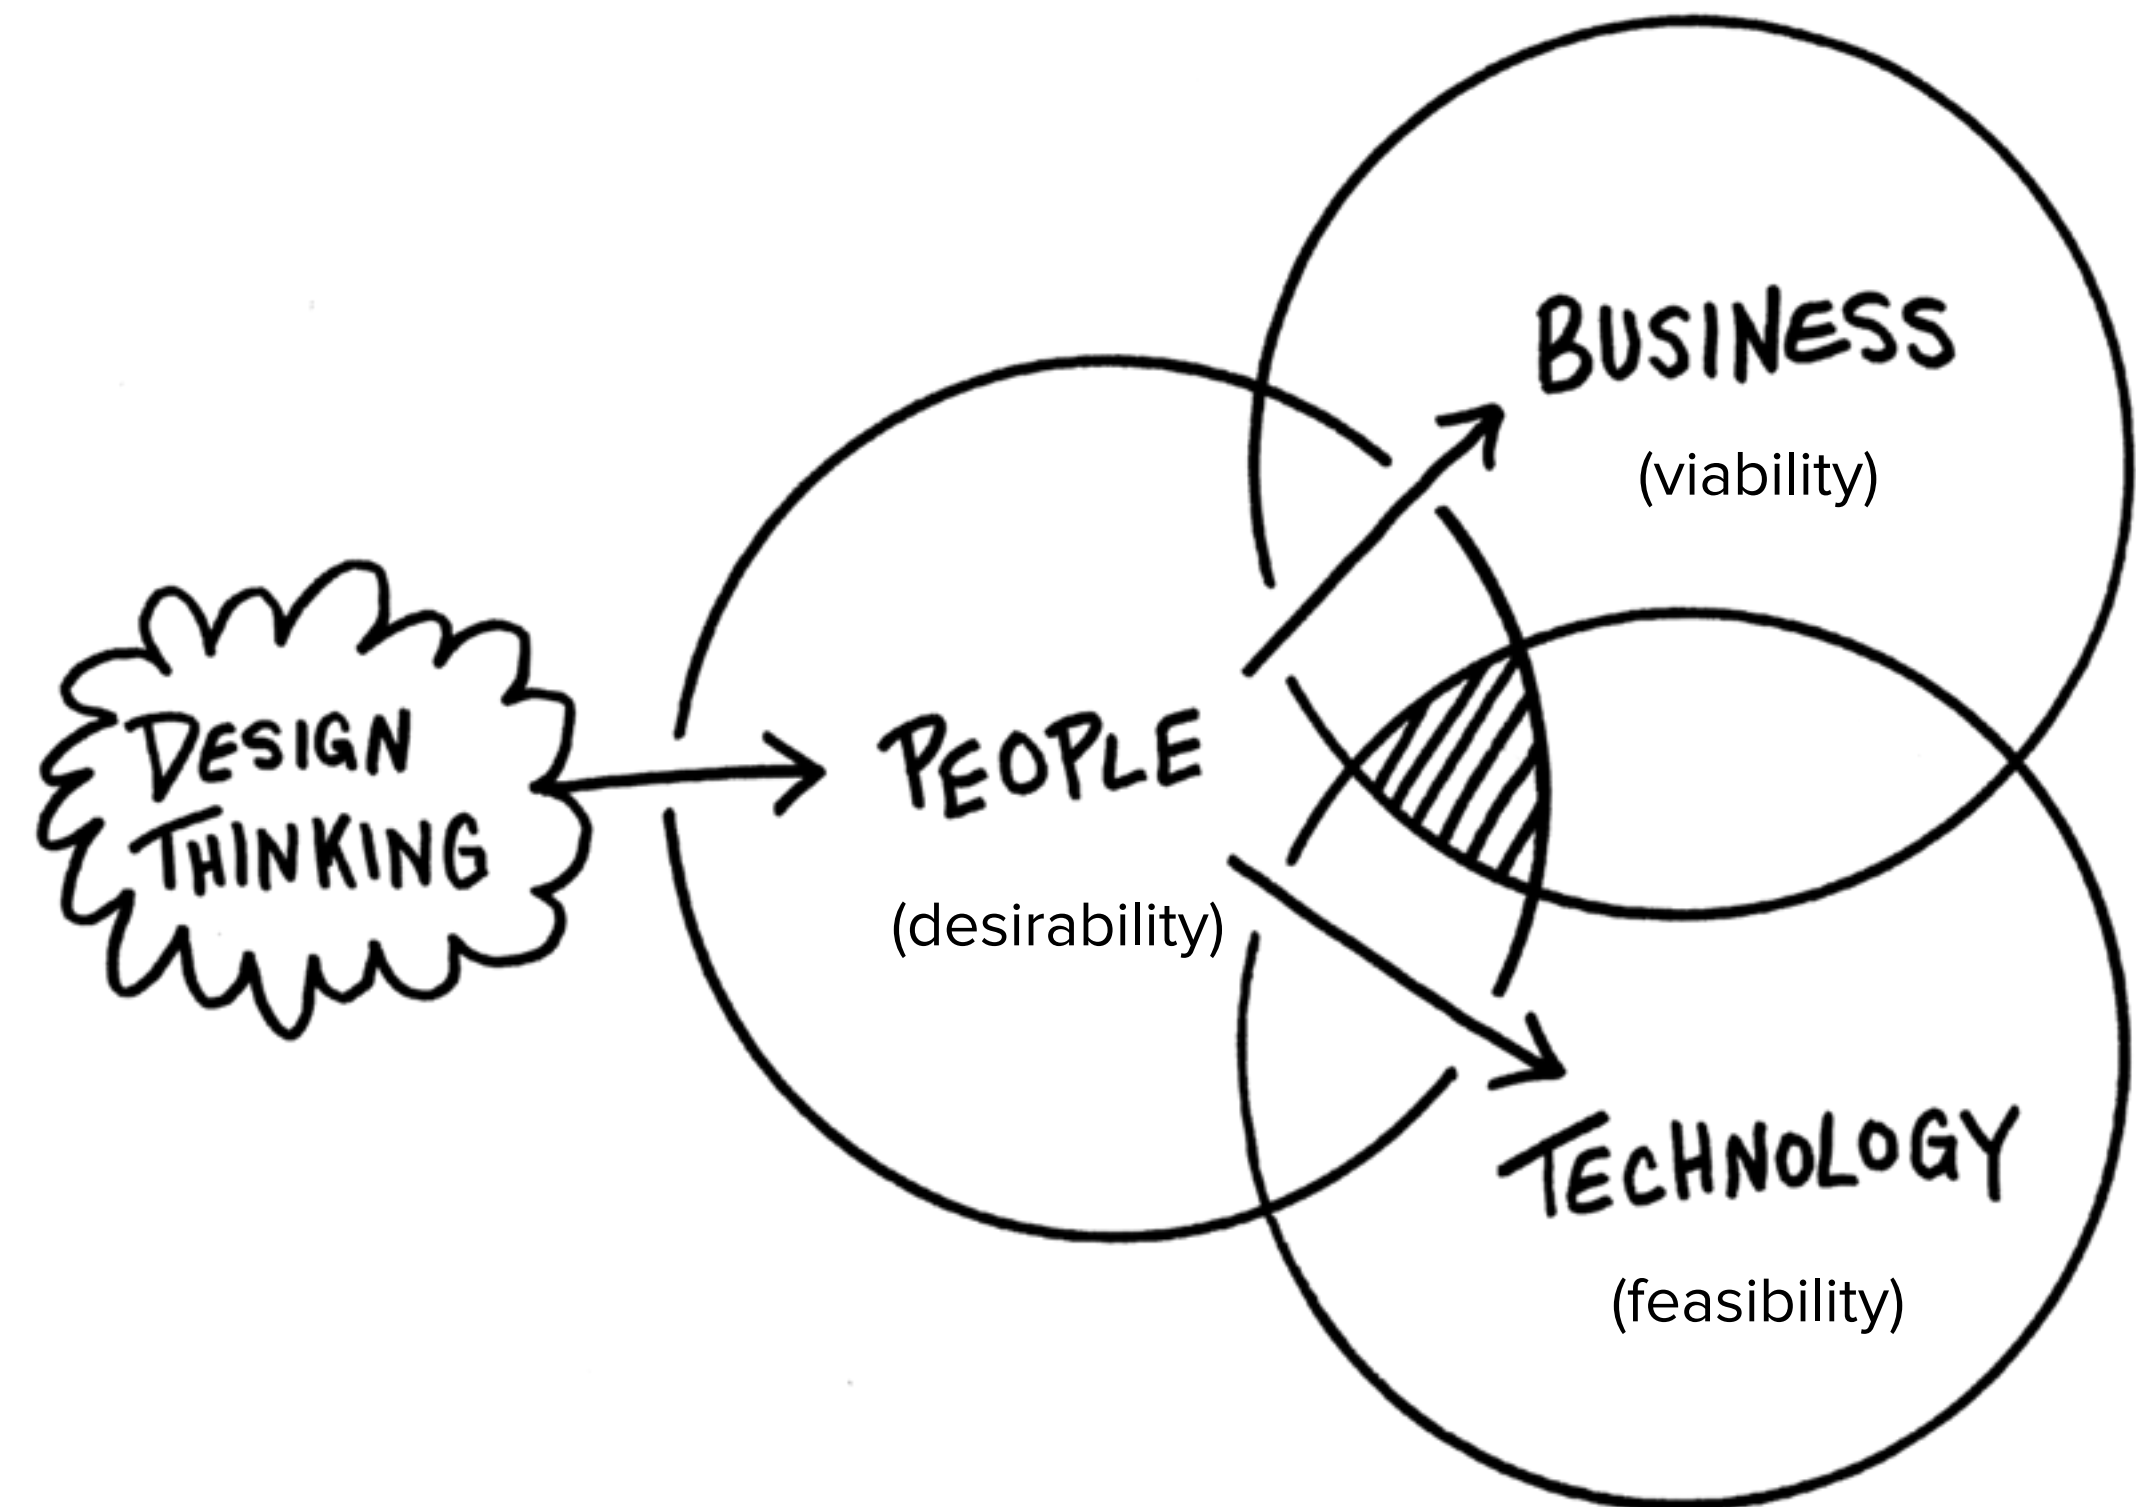 DESIGN
THINKING
PEOPLE
(desirability)
BUSINESS
(viability)
TECHNOLOGY
(feasibility)